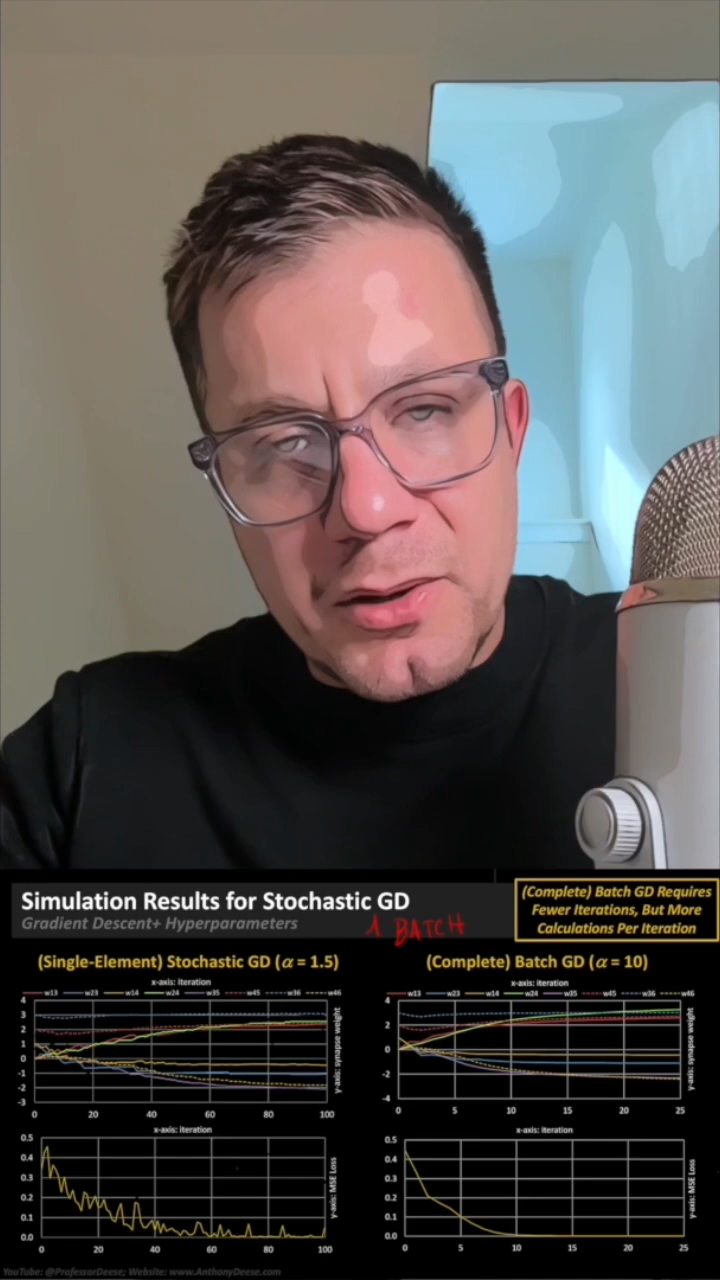 Simulation Results for Stochastic GD
Gradient Descent+ Hyperparameters
1 BATCH
(Complete) Batch GD Requires
Fewer Iterations, But More
Calculations Per Iteration
(Single-Element) Stochastic GD (α = 1.5)
x-axis: iteration
w13 w23 w14 w24 w35 w45 w36 w46
4
3
2
1
0
-1
-2
-3
0 20 40 60 80 100
y-axis: synapse weight
x-axis: iteration
0.5
0.4
0.3
0.2
0.1
0.0
0 20 40 60 80 100
y-axis: MSE Loss
(Complete) Batch GD (α = 10)
x-axis: iteration
w13 w23 w14 w24 w35 w45 w36 w46
4
2
0
-2
-4
0 5 10 15 20 25
y-axis: synapse weight
x-axis: iteration
0.5
0.4
0.3
0.2
0.1
0.0
0 5 10 15 20 25
y-axis: MSE Loss
YouTube: @ProfessorDeese; Website: www.AnthonyDeese.com